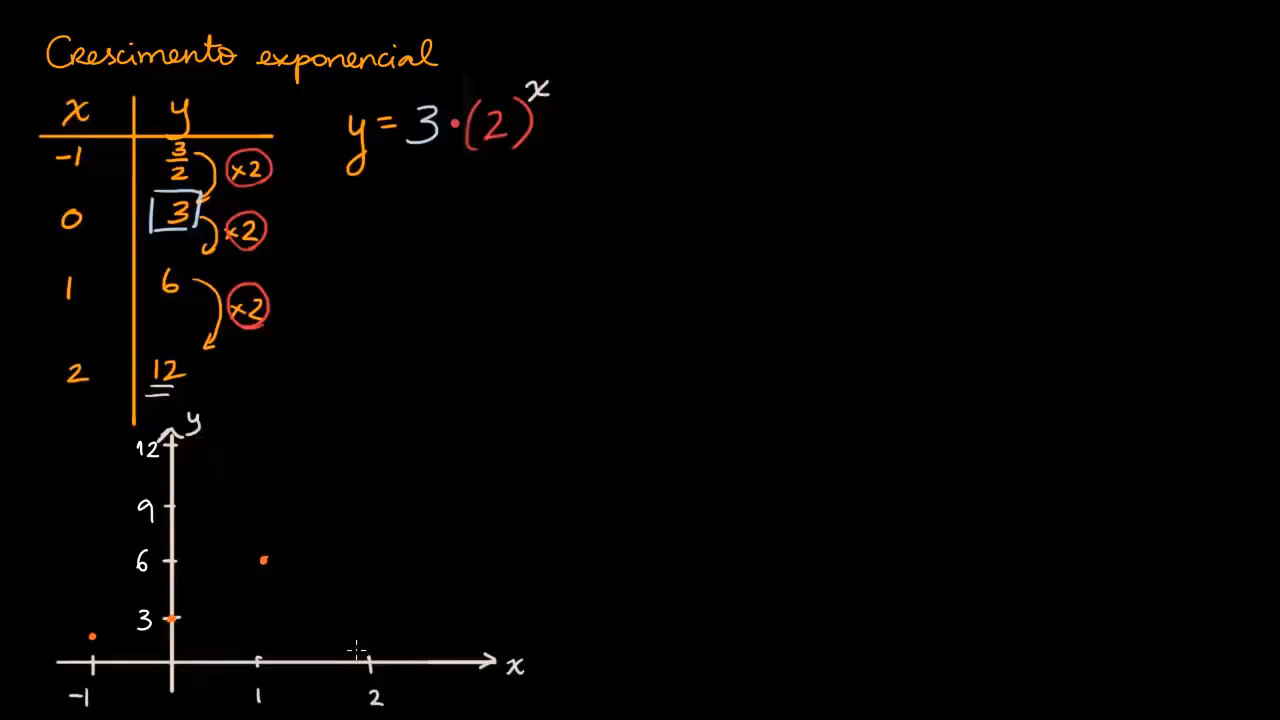 Crescimento exponencial
x y
y = 3 · (2)^x
-1 3/2 ×2
0 3 ×2
1 6 ×2
2 12
y
12
9
6
3
x
-1 1 2